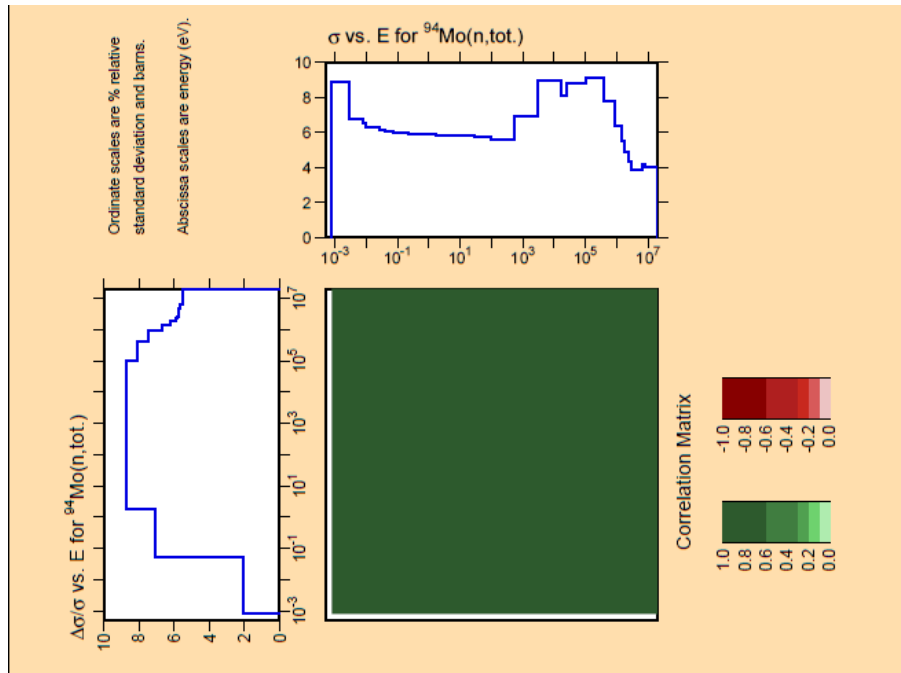 σ vs. E for ⁹⁴Mo(n,tot.)
Ordinate scales are % relative
standard deviation and barns.
Abscissa scales are energy (eV).
10
8
6
4
2
0
10⁻³ 10⁻¹ 10¹ 10³ 10⁵ 10⁷
Δσ/σ vs. E for ⁹⁴Mo(n,tot.)
10 8 6 4 2 0
10⁷
10⁵
10³
10¹
10⁻¹
10⁻³
Correlation Matrix
-1.0 -0.8 -0.6 -0.4 -0.2 0.0
1.0 0.8 0.6 0.4 0.2 0.0